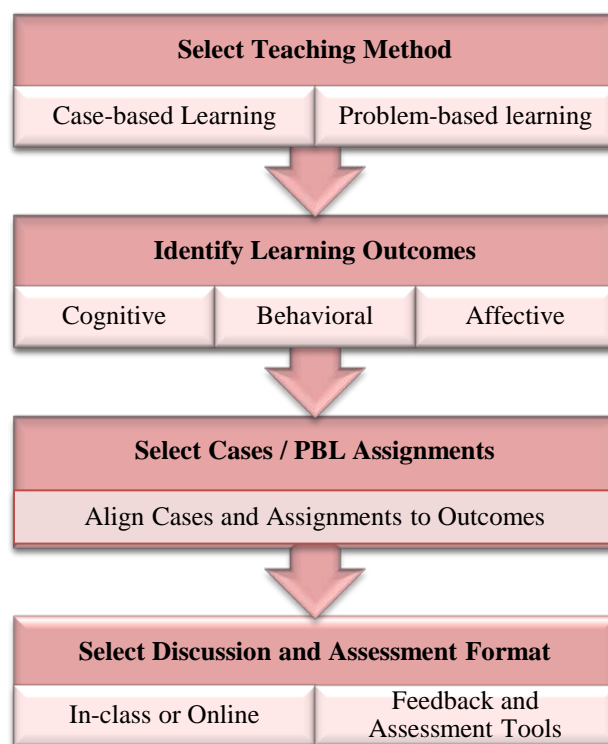 Select Teaching Method
Case-based Learning
Problem-based learning
Identify Learning Outcomes
Cognitive
Behavioral
Affective
Select Cases / PBL Assignments
Align Cases and Assignments to Outcomes
Select Discussion and Assessment Format
In-class or Online
Feedback and
Assessment Tools